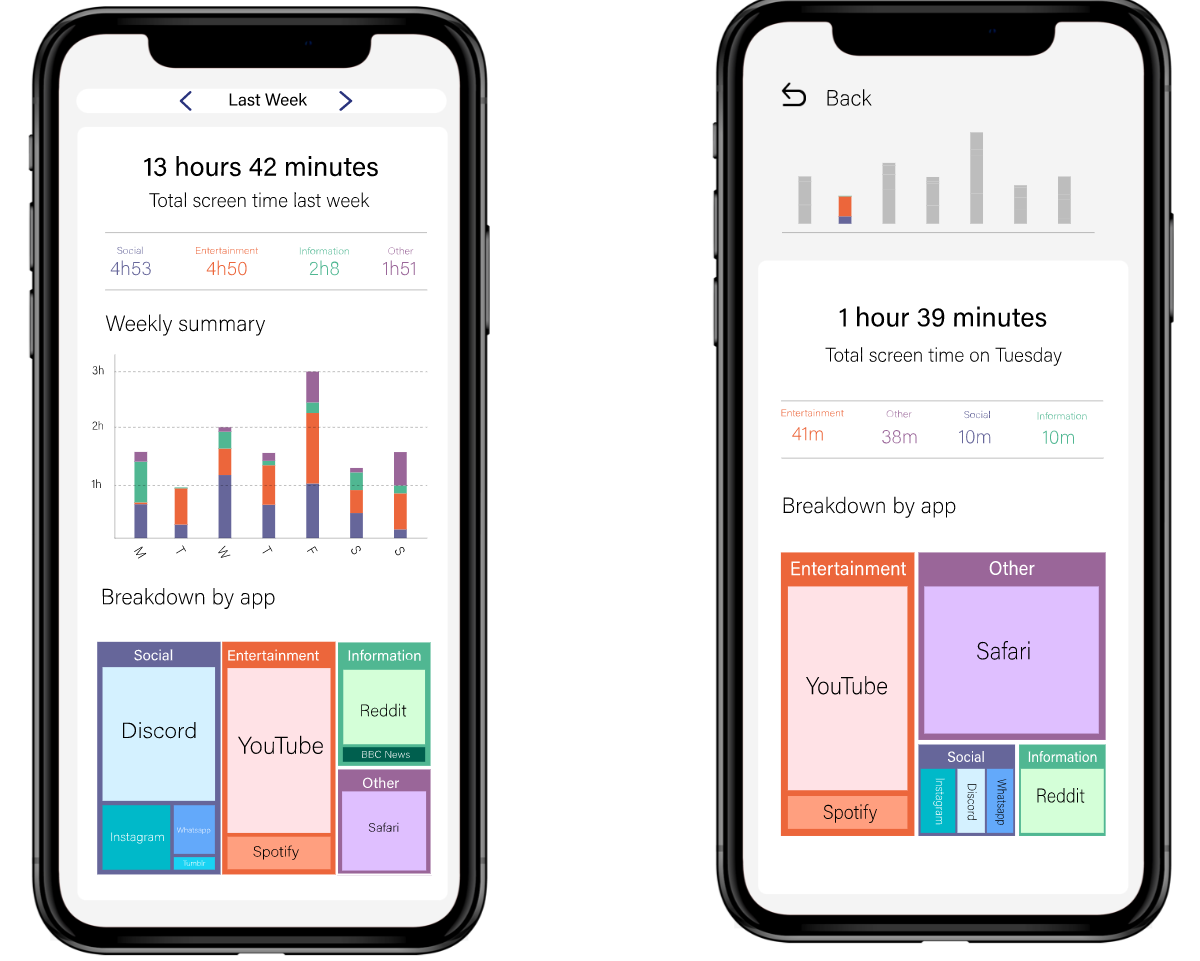 Last Week
13 hours 42 minutes
Total screen time last week
Social Entertainment Information Other
4h53 4h50 2h8 1h51
Weekly summary
3h
2h
1h
M T W T F S S
Breakdown by app
Social Entertainment Information
Discord YouTube Reddit
BBC News
Other
Instagram Whatsapp Safari
Tumblr Spotify
Back
1 hour 39 minutes
Total screen time on Tuesday
Entertainment Other Social Information
41m 38m 10m 10m
Breakdown by app
Entertainment Other
YouTube Safari
Social Information
Spotify Instagram Discord Whatsapp Reddit